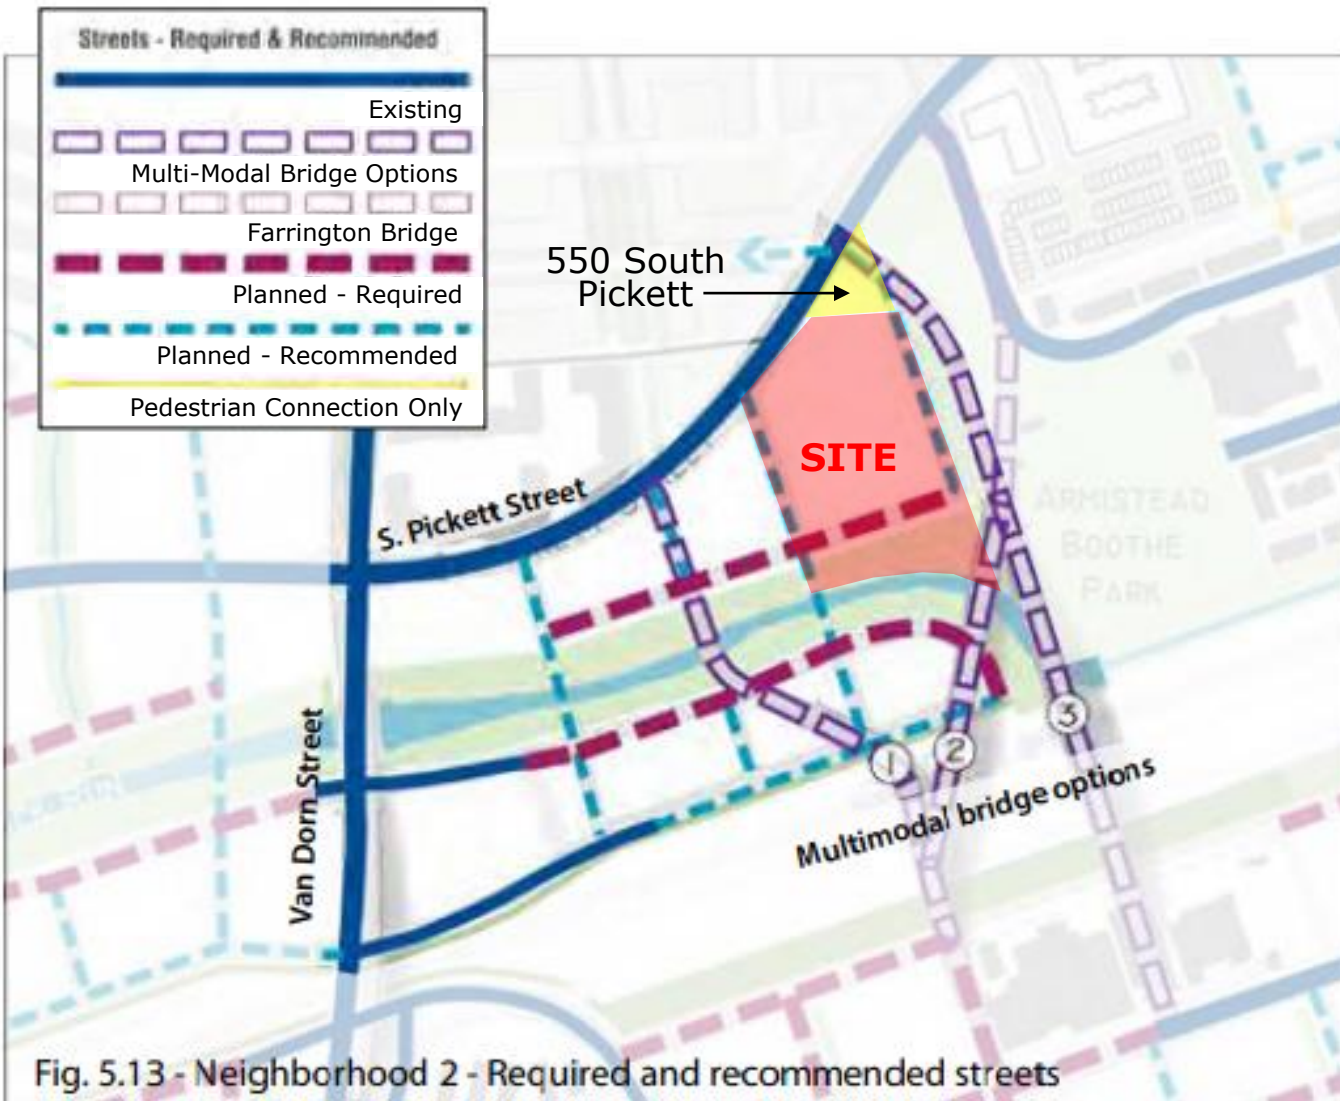 Streets - Required & Recommended
Existing
Multi-Modal Bridge Options
Farrington Bridge
Planned - Required
Planned - Recommended
Pedestrian Connection Only
550 South
Pickett
SITE
S. Pickett Street
ARMISTEAD
BOOTHE
PARK
Van Dorn Street
1
2
3
Multimodal bridge options
Fig. 5.13 - Neighborhood 2 - Required and recommended streets